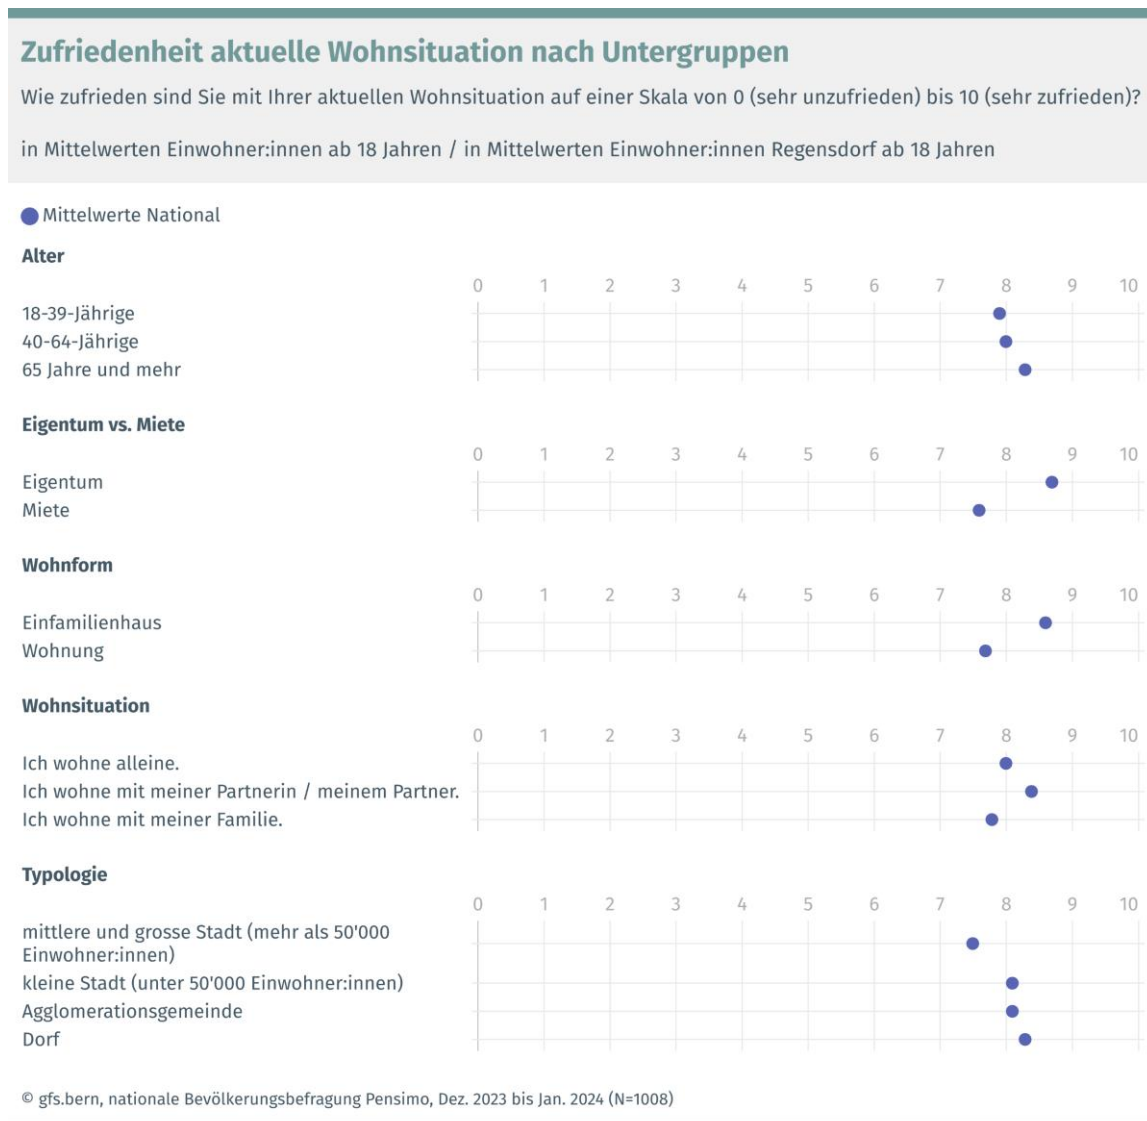 Zufriedenheit aktuelle Wohnsituation nach Untergruppen
Wie zufrieden sind Sie mit Ihrer aktuellen Wohnsituation auf einer Skala von 0 (sehr unzufrieden) bis 10 (sehr zufrieden)?
in Mittelwerten Einwohner:innen ab 18 Jahren / in Mittelwerten Einwohner:innen Regensdorf ab 18 Jahren
Mittelwerte National
Alter
0 1 2 3 4 5 6 7 8 9 10
18-39-Jährige
40-64-Jährige
65 Jahre und mehr
Eigentum vs. Miete
0 1 2 3 4 5 6 7 8 9 10
Eigentum
Miete
Wohnform
0 1 2 3 4 5 6 7 8 9 10
Einfamilienhaus
Wohnung
Wohnsituation
0 1 2 3 4 5 6 7 8 9 10
Ich wohne alleine.
Ich wohne mit meiner Partnerin / meinem Partner.
Ich wohne mit meiner Familie.
Typologie
0 1 2 3 4 5 6 7 8 9 10
mittlere und grosse Stadt (mehr als 50'000
Einwohner:innen)
kleine Stadt (unter 50'000 Einwohner:innen)
Agglomerationsgemeinde
Dorf
© gfs.bern, nationale Bevölkerungsbefragung Pensimo, Dez. 2023 bis Jan. 2024 (N=1008)